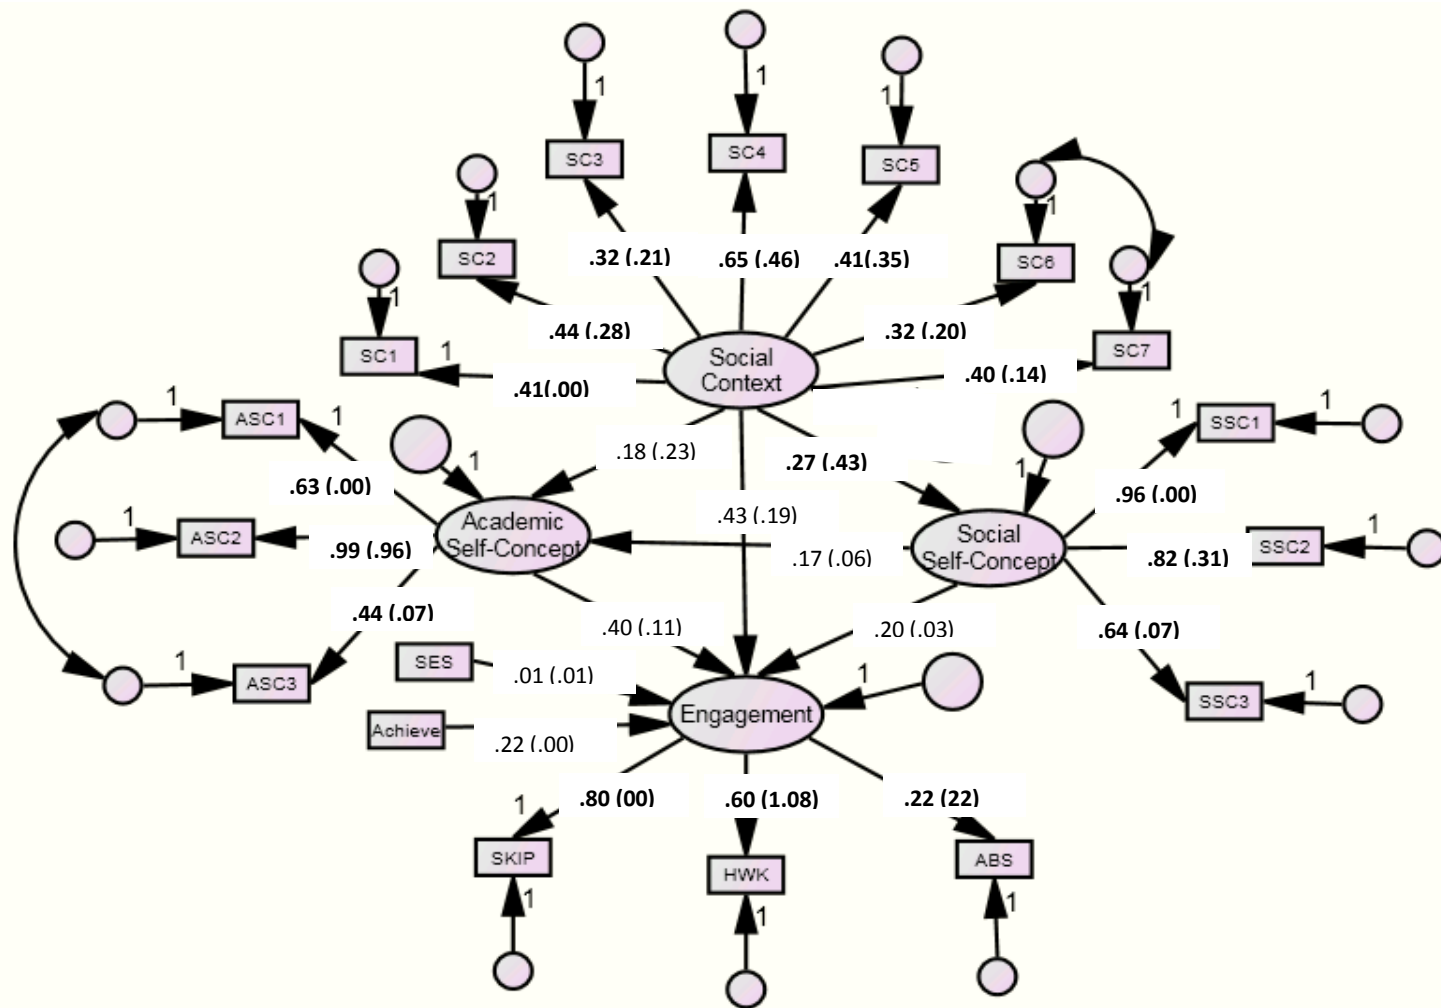 1
1
1
SC3
SC4
SC5
1
1
SC2
SC6
.32 (.21)
.65 (.46)
.41(.35)
1
1
SC1
SC7
.44 (.28)
.32 (.20)
1
Social
Context
.41(.00)
.40 (.14)
1
ASC1
1
1
SSC1
1
.18 (.23)
.27 (.43)
1
1
.63 (.00)
.96 (.00)
1
ASC2
.99 (.96)
Academic
Self-Concept
.43 (.19)
.17 (.06)
Social
Self-Concept
.82 (.31)
SSC2
1
.44 (.07)
.40 (.11)
.20 (.03)
.64 (.07)
1
ASC3
SES
.01 (.01)
1
SSC3
1
Achieve
.22 (.00)
Engagement
.80 (00)
.60 (1.08)
.22 (22)
1
SKIP
HWK
ABS
1
1
1